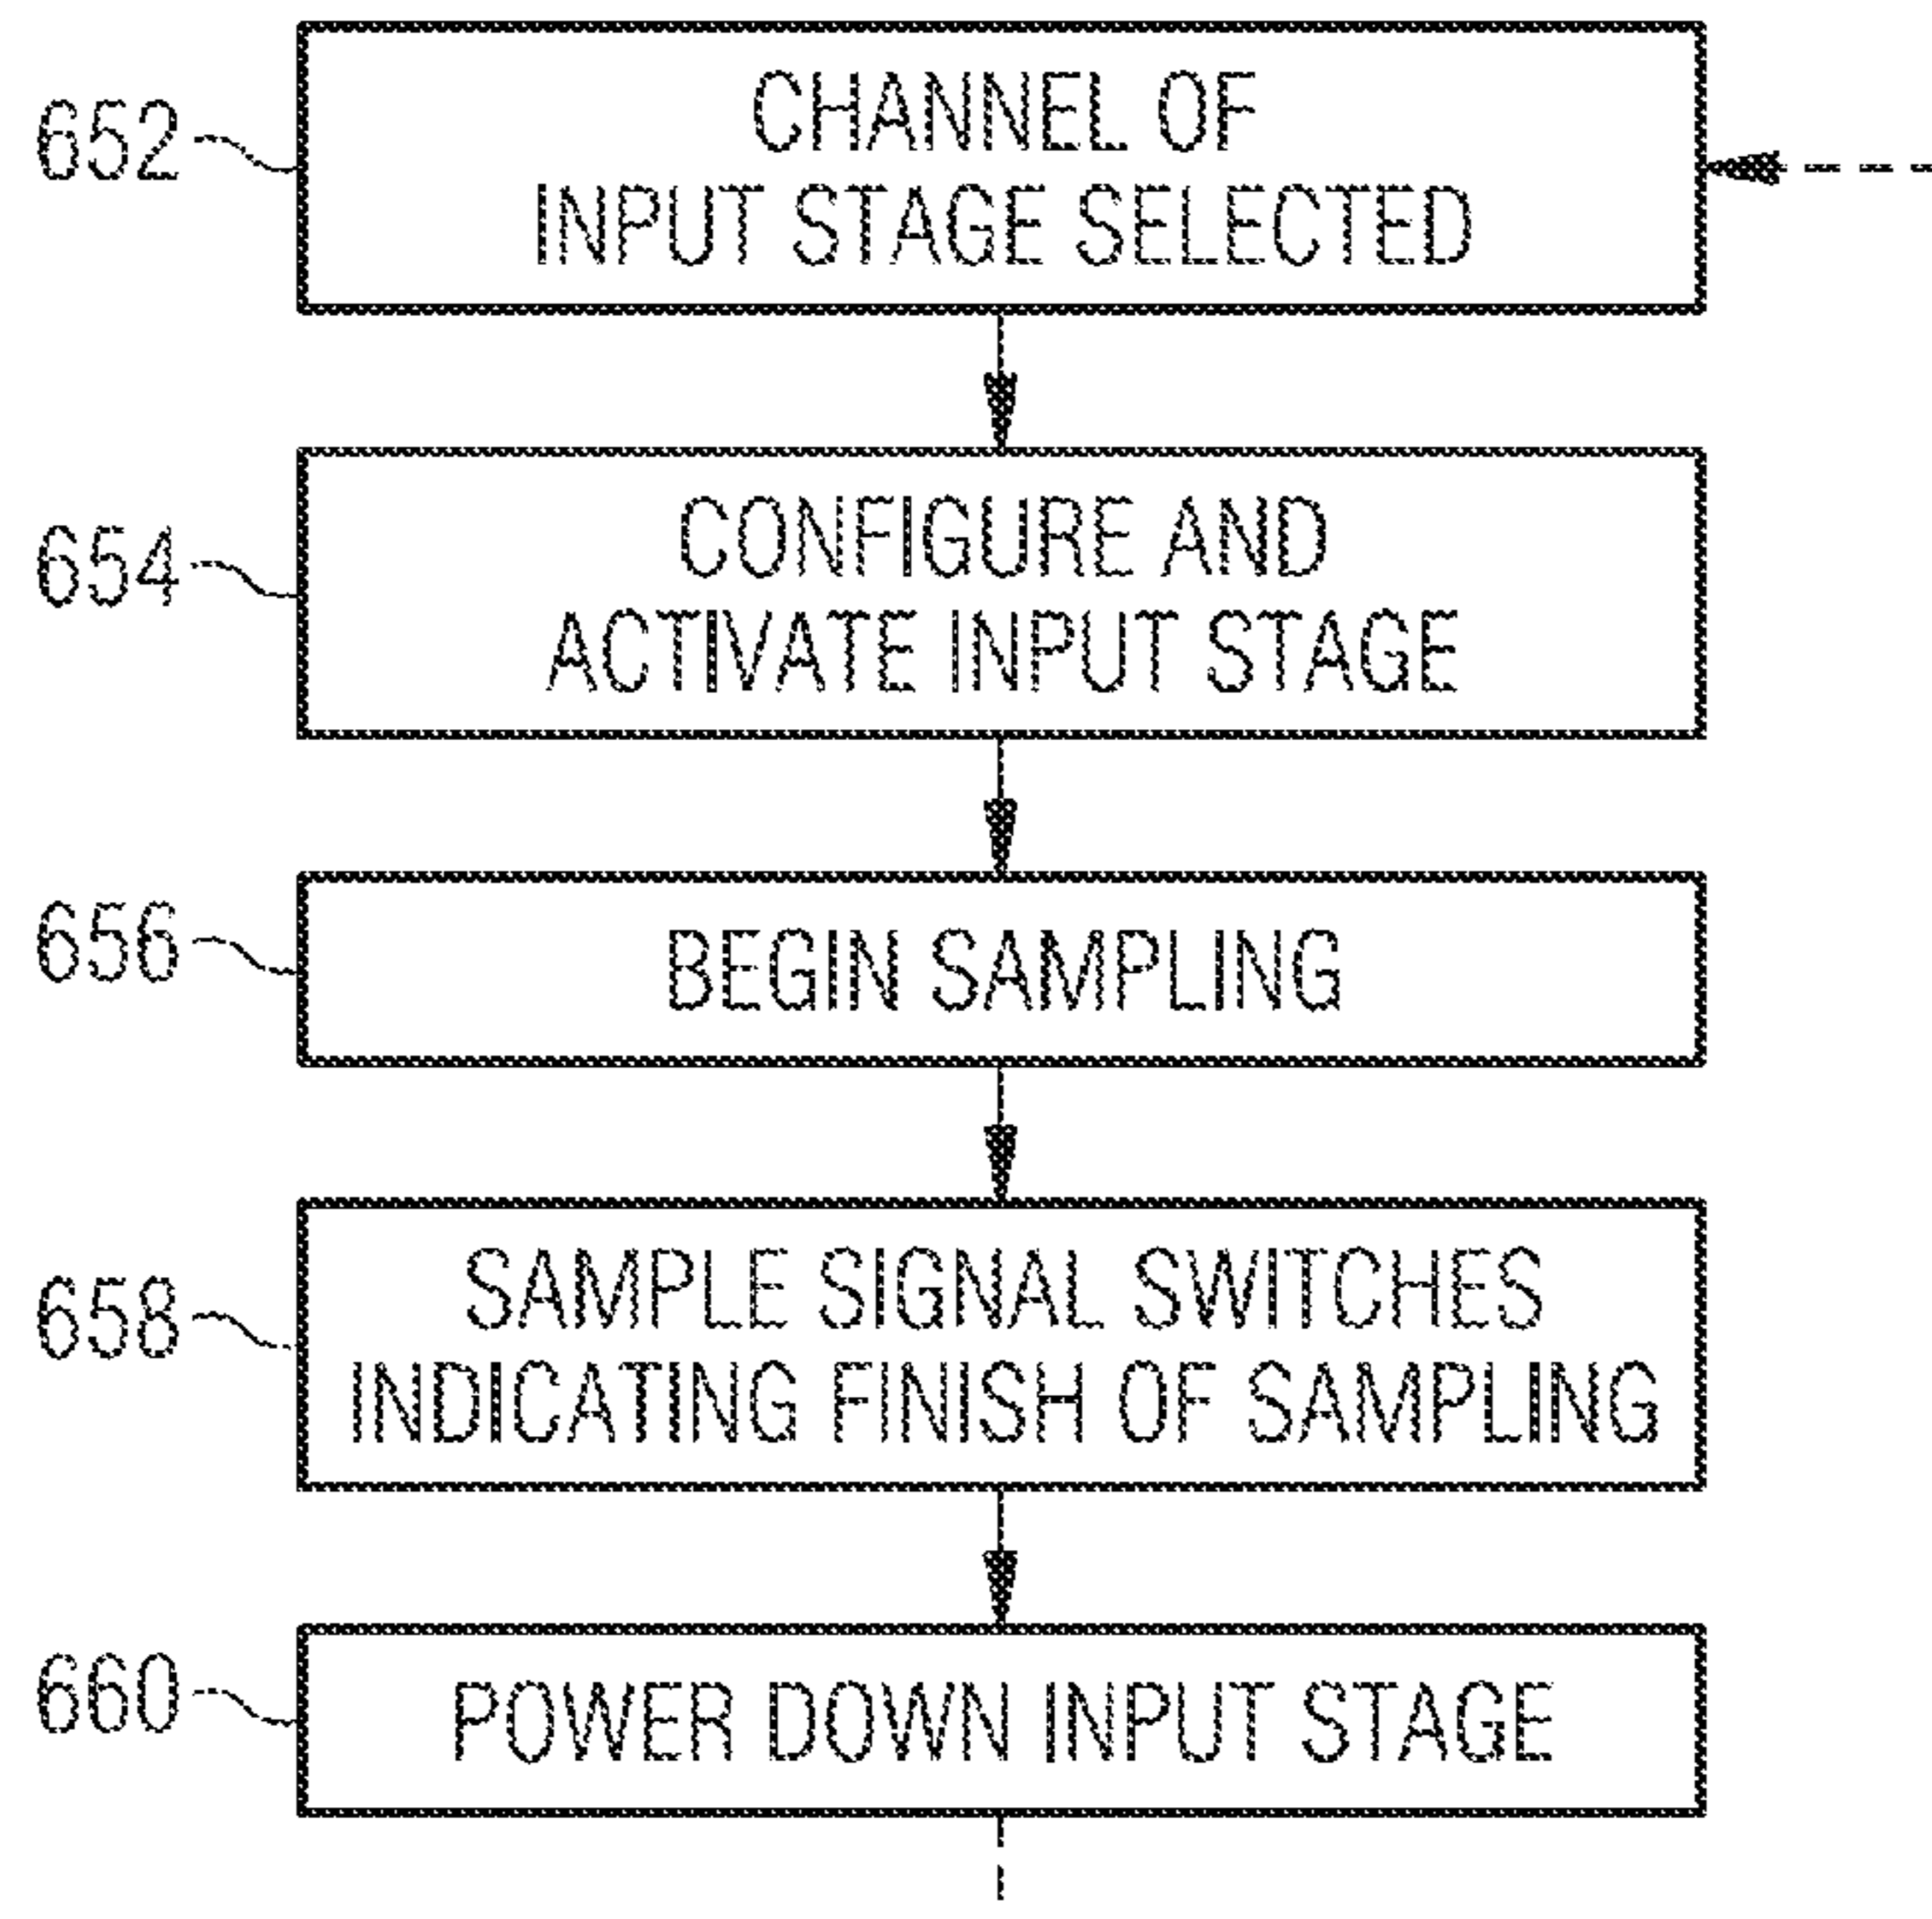 652
CHANNEL OF
INPUT STAGE SELECTED
654
CONFIGURE AND
ACTIVATE INPUT STAGE
656
BEGIN SAMPLING
658
SAMPLE SIGNAL SWITCHES
INDICATING FINISH OF SAMPLING
660
POWER DOWN INPUT STAGE